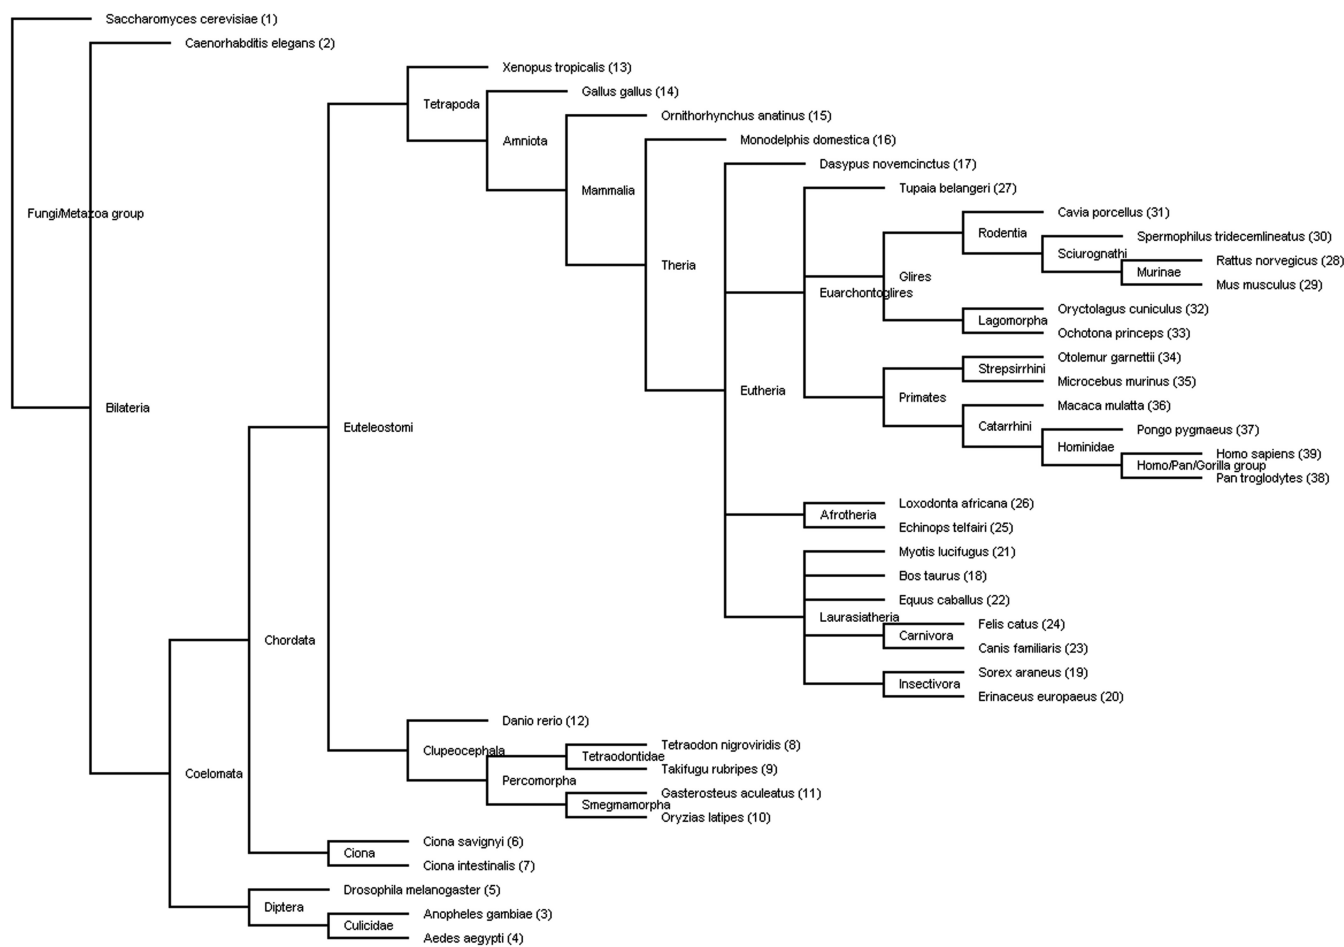 Saccharomyces cerevisiae (1)
Caenorhabditis elegans (2)
Xenopus tropicalis (13)
Gallus gallus (14)
Tetrapoda
Ornithorhynchus anatinus (15)
Amniota
Monodelphis domestica (16)
Dasypus novemcinctus (17)
Mammalia
Tupaia belangeri (27)
Fungi/Metazoa group
Cavia porcellus (31)
Rodentia
Spermophilus tridecemlineatus (30)
Sciurognathi
Rattus norvegicus (28)
Theria
Murinae
Glires
Mus musculus (29)
Euarchontoglires
Oryctolagus cuniculus (32)
Lagomorpha
Ochotona princeps (33)
Otolemur garnettii (34)
Strepsirrhini
Microcebus murinus (35)
Eutheria
Primates
Macaca mulatta (36)
Bilateria
Catarrhini
Euteleostomi
Pongo pygmaeus (37)
Hominidae
Homo sapiens (39)
Homo/Pan/Gorilla group
Pan troglodytes (38)
Loxodonta africana (26)
Afrotheria
Echinops telfairi (25)
Myotis lucifugus (21)
Bos taurus (18)
Equus caballus (22)
Laurasiatheria
Felis catus (24)
Carnivora
Chordata
Canis familiaris (23)
Sorex araneus (19)
Insectivora
Erinaceus europaeus (20)
Danio rerio (12)
Clupeocephala
Tetraodon nigroviridis (8)
Tetraodontidae
Takifugu rubripes (9)
Coelomata
Percomorpha
Gasterosteus aculeatus (11)
Smegmamorpha
Oryzias latipes (10)
Ciona savignyi (6)
Ciona
Ciona intestinalis (7)
Drosophila melanogaster (5)
Diptera
Anopheles gambiae (3)
Culicidae
Aedes aegypti (4)